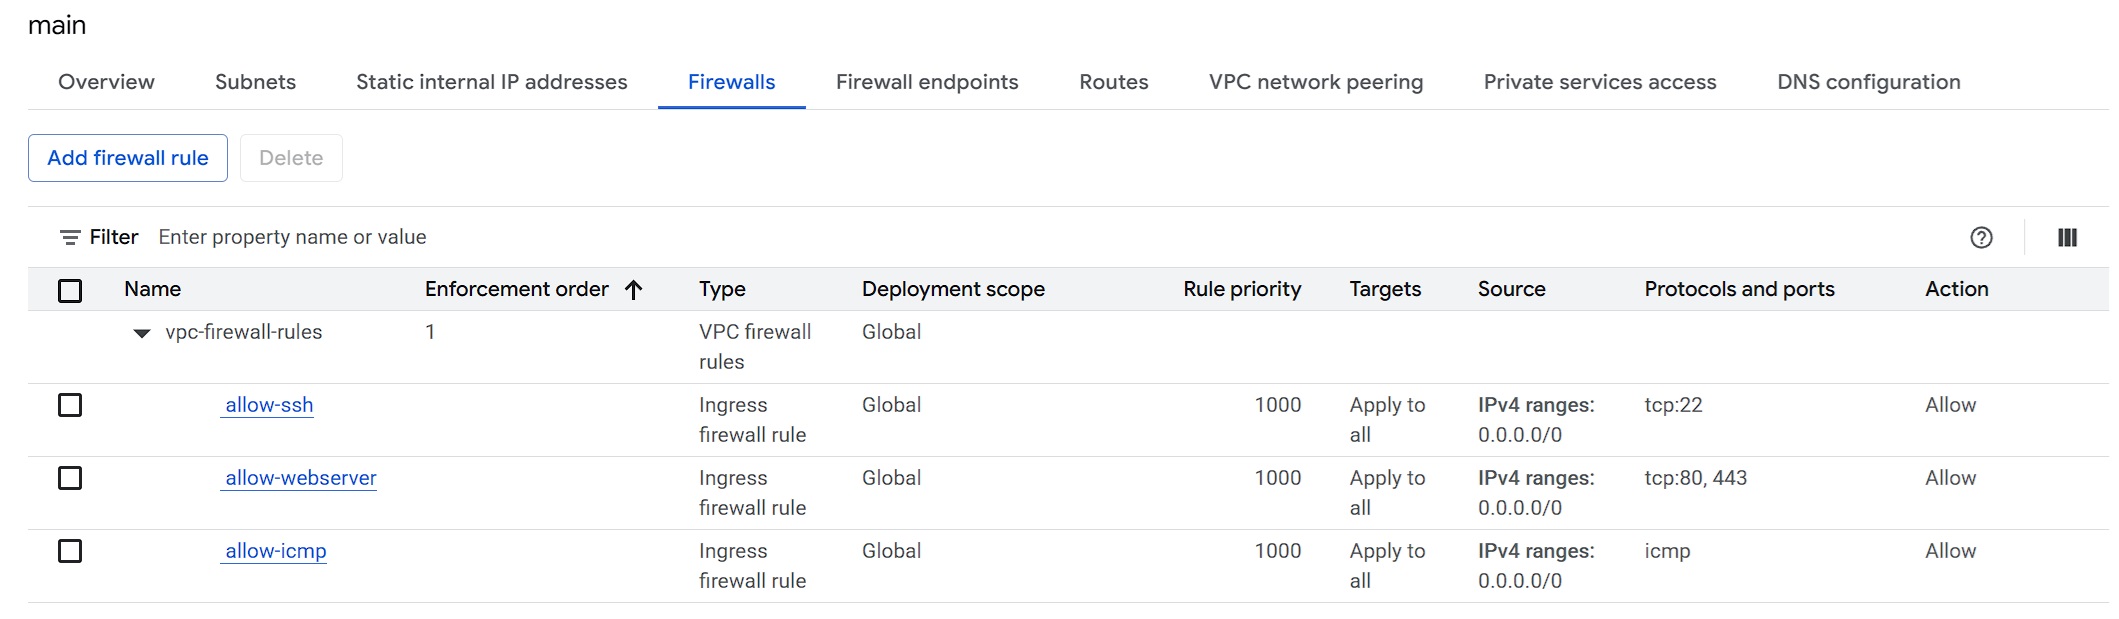 main
Overview Subnets Static internal IP addresses Firewalls Firewall endpoints Routes VPC network peering Private services access DNS configuration
Add firewall rule Delete
Filter Enter property name or value
Name Enforcement order Type Deployment scope Rule priority Targets Source Protocols and ports Action
vpc-firewall-rules 1 VPC firewall rules Global
allow-ssh Ingress firewall rule Global 1000 Apply to all IPv4 ranges: 0.0.0.0/0 tcp:22 Allow
allow-webserver Ingress firewall rule Global 1000 Apply to all IPv4 ranges: 0.0.0.0/0 tcp:80, 443 Allow
allow-icmp Ingress firewall rule Global 1000 Apply to all IPv4 ranges: 0.0.0.0/0 icmp Allow